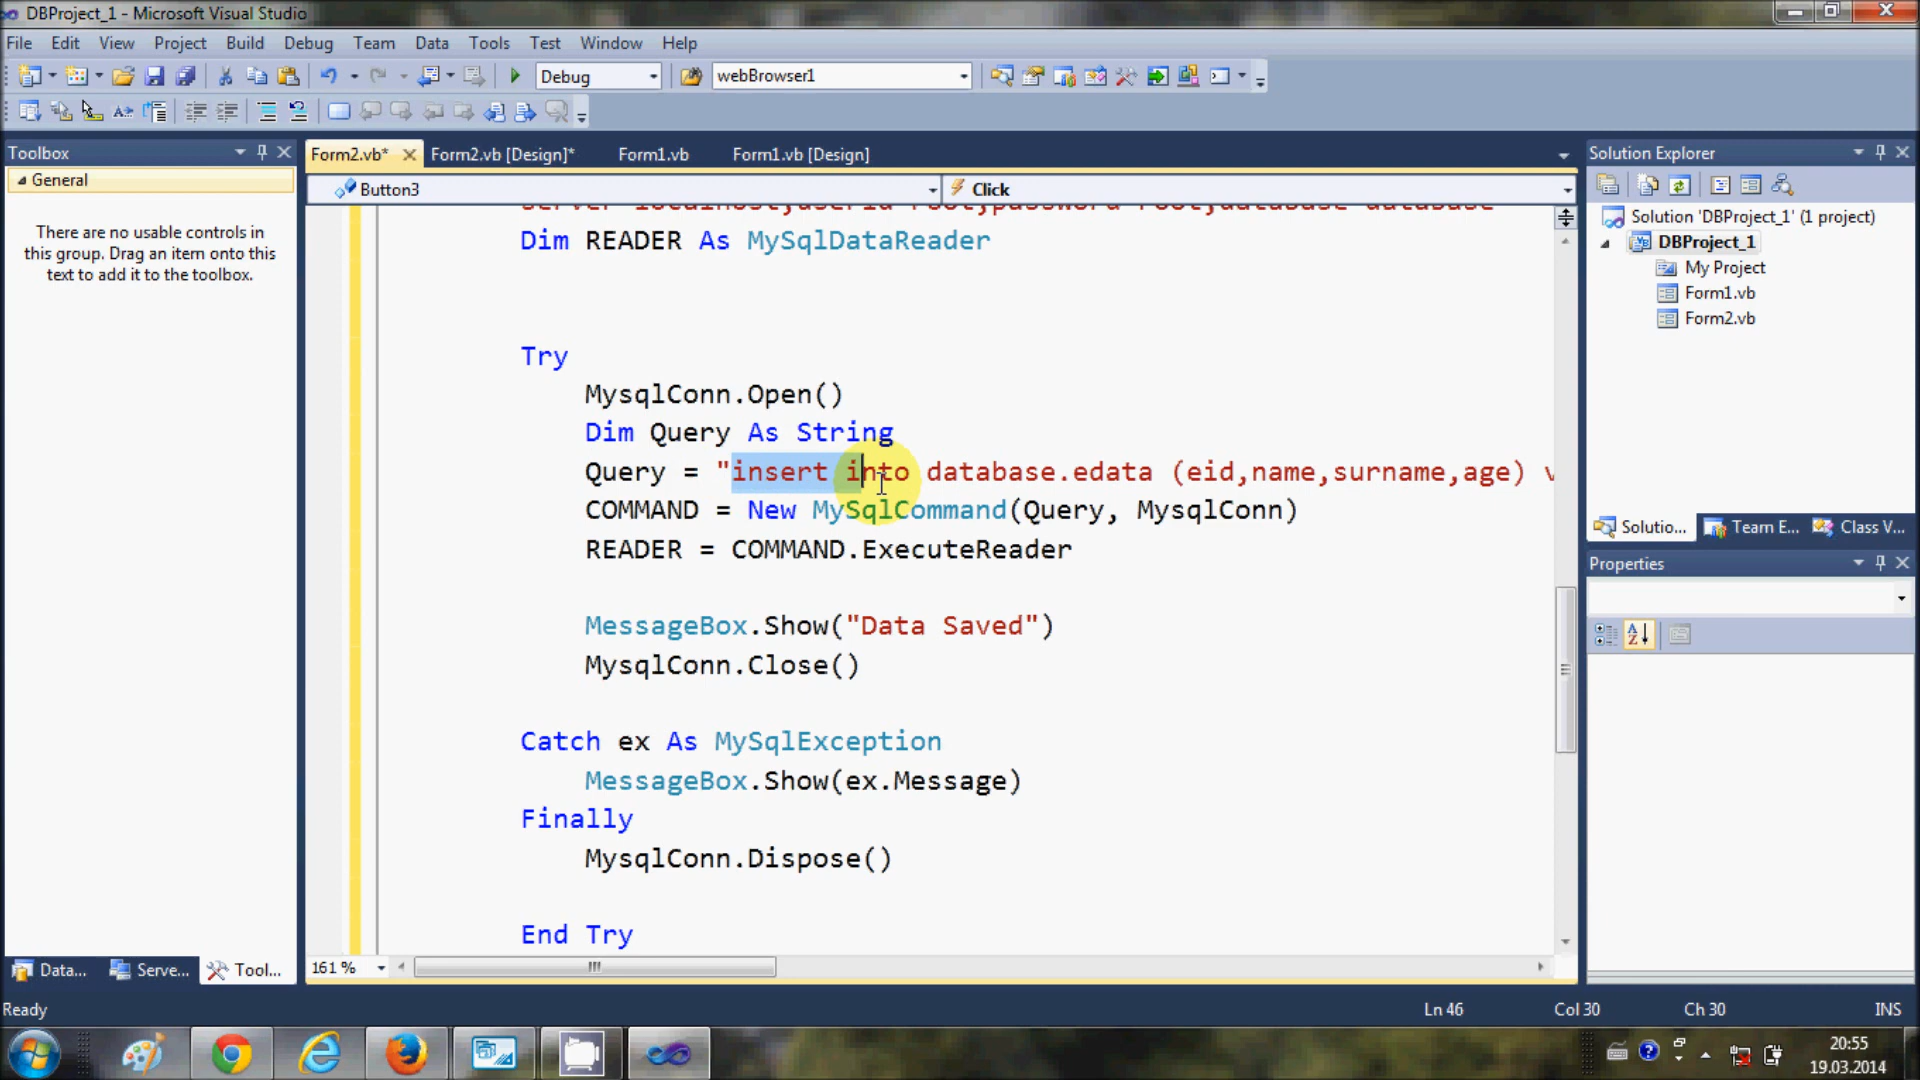 DBProject_1 - Microsoft Visual Studio
File Edit View Project Build Debug Team Data Tools Test Window Help
Debug webBrowser1
Toolbox
General
There are no usable controls in
this group. Drag an item onto this
text to add it to the toolbox.
Form2.vb* Form2.vb [Design]* Form1.vb Form1.vb [Design]
Button3 Click
Dim READER As MySqlDataReader
Try
MysqlConn.Open()
Dim Query As String
Query = "insert into database.edata (eid,name,surname,age) v
COMMAND = New MySqlCommand(Query, MysqlConn)
READER = COMMAND.ExecuteReader
MessageBox.Show("Data Saved")
MysqlConn.Close()
Catch ex As MySqlException
MessageBox.Show(ex.Message)
Finally
MysqlConn.Dispose()
End Try
161 %
Solution Explorer
Solution 'DBProject_1' (1 project)
DBProject_1
My Project
Form1.vb
Form2.vb
Solutio... Team E... Class V...
Properties
Data... Serve... Tool...
Ready Ln 46 Col 30 Ch 30 INS
20:55
19.03.2014